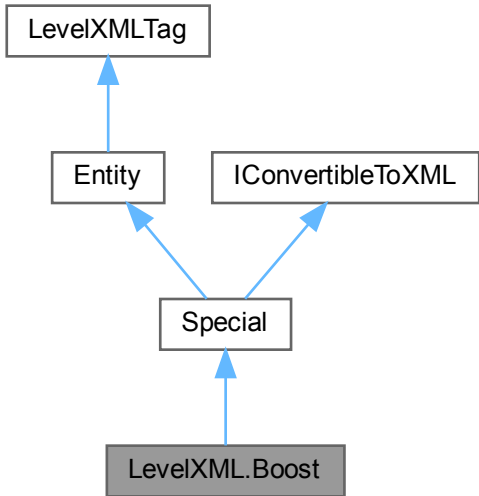 LevelXMLTag
Entity
IConvertibleToXML
Special
LevelXML.Boost